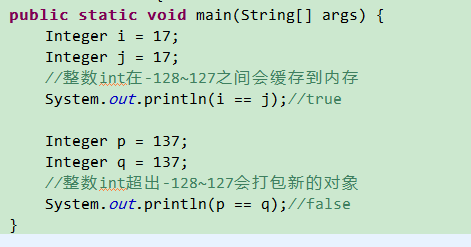 public static void main(String[] args) {
Integer i = 17;
Integer j = 17;
//整数int在-128~127之间会缓存到内存
System.out.println(i == j);//true
Integer p = 137;
Integer q = 137;
//整数int超出-128~127会打包新的对象
System.out.println(p == q);//false
}